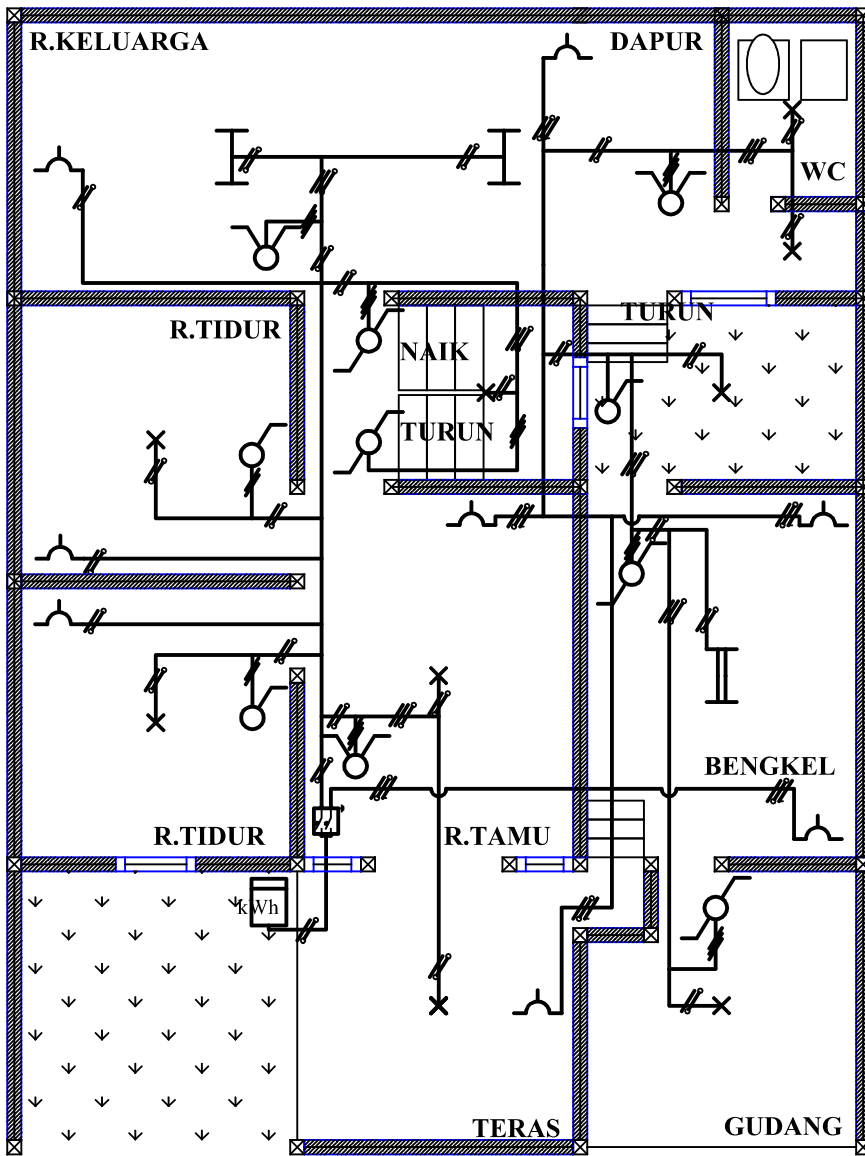 R.KELUARGA
DAPUR
WC
R.TIDUR
TURUN
NAIK
TURUN
BENGKEL
R.TIDUR
R.TAMU
kWh
TERAS
GUDANG